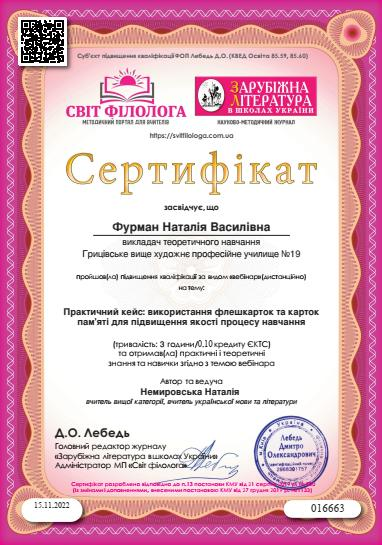 Суб'єкт підвищення кваліфікації ФОП Лебедь Д.О. (КВЕД Освіта 85.59, 85.60)
СВІТ ФІЛОЛОГА
МЕТОДИЧНИЙ ПОРТАЛ ДЛЯ ВЧИТЕЛЮ
ЗАРУБІЖНА
ЛІТЕРАТУРА
В ШКОЛАХ УКРАЇНИ
НАУКОВО-МЕТОДИЧНИЙ ЖУРНАЛ
https://svitfilologa.com.ua
Сертифікат
засвідчує, що
Фурман Наталія Василівна
викладач теоретичного навчання
Грицівське вище художнє професійне училище №19
пройшов(ла) підвищення кваліфікації за видом «вебінар»(дистанційно)
на тему:
Практичний кейс: використання флешкарток та карток
пам'яті для підвищення якості процесу навчання
(тривалість: 3 години/0,10 кредиту ЄКТС)
та отримав(ла) практичні і теоретичні
знання та навички згідно з темою вебінара
Автор та ведуча
Немировська Наталія
вчитель вищої категорії, вчитель української мови та літератури
Д.О. Лебедь
Головний редактор журналу
«Зарубіжна література в школах України»
Адміністратор МП «Світ філолога»
Україна
Лебедь
Дмитро
Олександрович
Сертифікат розроблено відповідно до п.13 постанови КМУ від 21 серпня
(із змінами і доповненнями, внесеними постановою КМУ від 27 грудня 2019 р. №1133)
15.11.2022
016663